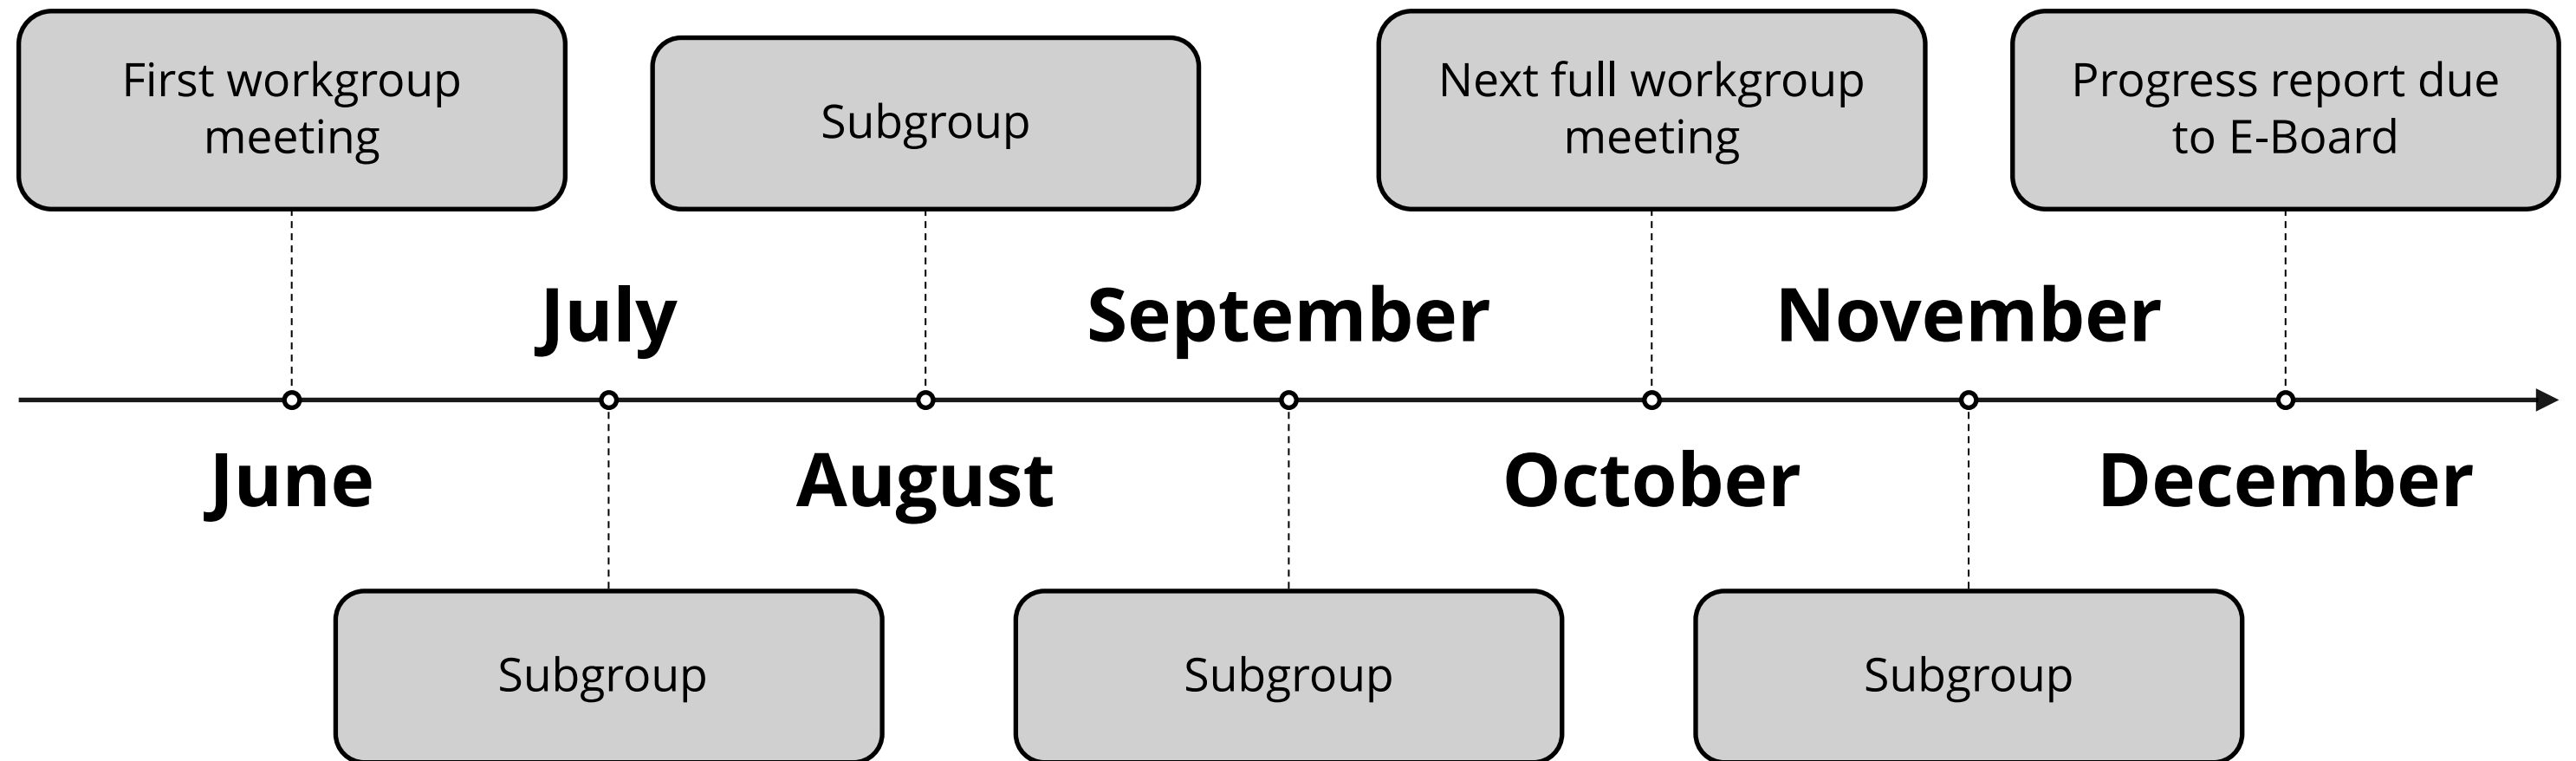 First workgroup
meeting
Subgroup
Next full workgroup
meeting
Progress report due
to E-Board
July
September
November
June
August
October
December
Subgroup
Subgroup
Subgroup